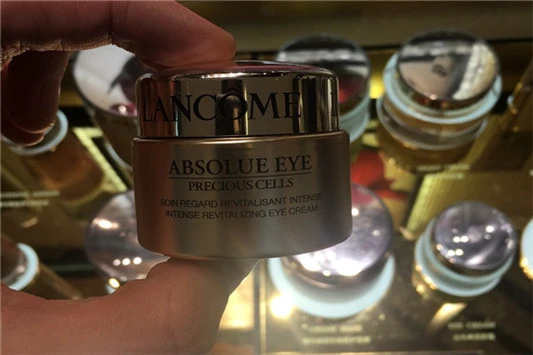 LANCÔME
ABSOLUE EYE
PRECIOUS CELLS
SOIN REGARD REVITALISANT INTENSE
INTENSE REVITALIZING EYE CREAM